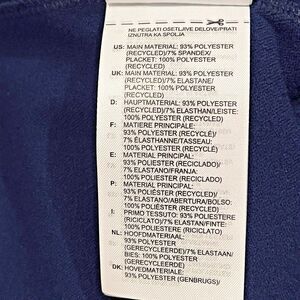 NE PEGLATI OSETLJIVE DELOVE/PRATI
IZNUTRA KA SPOLJA
US: MAIN MATERIAL: 93% POLYESTER
(RECYCLED)/7% SPANDEX/
PLACKET: 100% POLYESTER
(RECYCLED)
UK: MAIN MATERIAL: 93% POLYESTER
(RECYCLED)/7% ELASTANE/
PLACKET: 100% POLYESTER
(RECYCLED)
D: HAUPTMATERIAL: 93% POLYESTER
(RECYCELT)/7% ELASTHAN/LEISTEN:
100% POLYESTER (RECYCELT)
F: MATIERE PRINCIPALE:
93% POLYESTER (RECYCLÉ)/
7% ÉLASTHANNE/TASSEAU:
100% POLYESTER (RECYCLÉ)
E: MATERIAL PRINCIPAL:
93% POLIÉSTER (RECICLADO)/
7% ELASTANO/FRANJA:
100% POLIÉSTER (RECICLADO)
P: MATERIAL PRINCIPAL:
93% POLIÉSTER (RECICLADO)/
7% ELASTANO/ABERTURA/BOLSO:
100% POLIÉSTER (RECICLADO)
I: PRIMO TESSUTO: 93% POLIESTERE
(RICICLATO)/7% ELASTAN/FINTE:
100% POLIESTERE (RICICLATO)
NL: HOOFDMATERIAAL:
93% POLYESTER
(GERECYCLEERDE)/7% ELASTAAN/
BIES: 100% POLYESTER
(GERECYCLEERDE)
DK: HOVEDMATERIALE:
93% POLYESTER (GENBRUGS)/